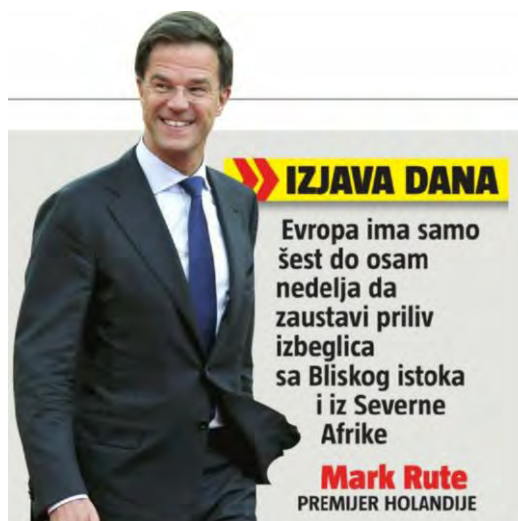 IZJAVA DANA
Evropa ima samo
šest do osam
nedelja da
zaustavi priliv
izbeglica
sa Bliskog istoka
i iz Severne
Afrike
Mark Rute
PREMIJER HOLANDIJE